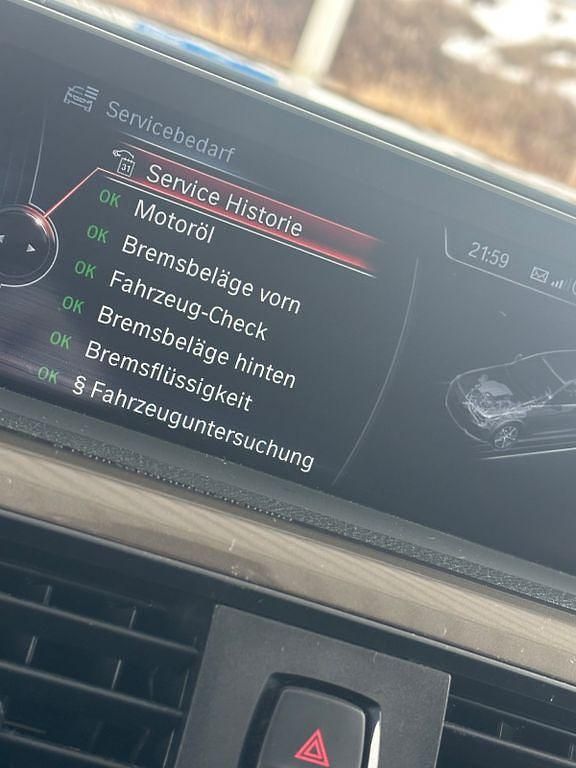 Servicebedarf
Service Historie
OK Motoröl
OK Bremsbeläge vorn
OK Fahrzeug-Check
OK Bremsbeläge hinten
OK Bremsflüssigkeit
OK § Fahrzeuguntersuchung
21:59
31